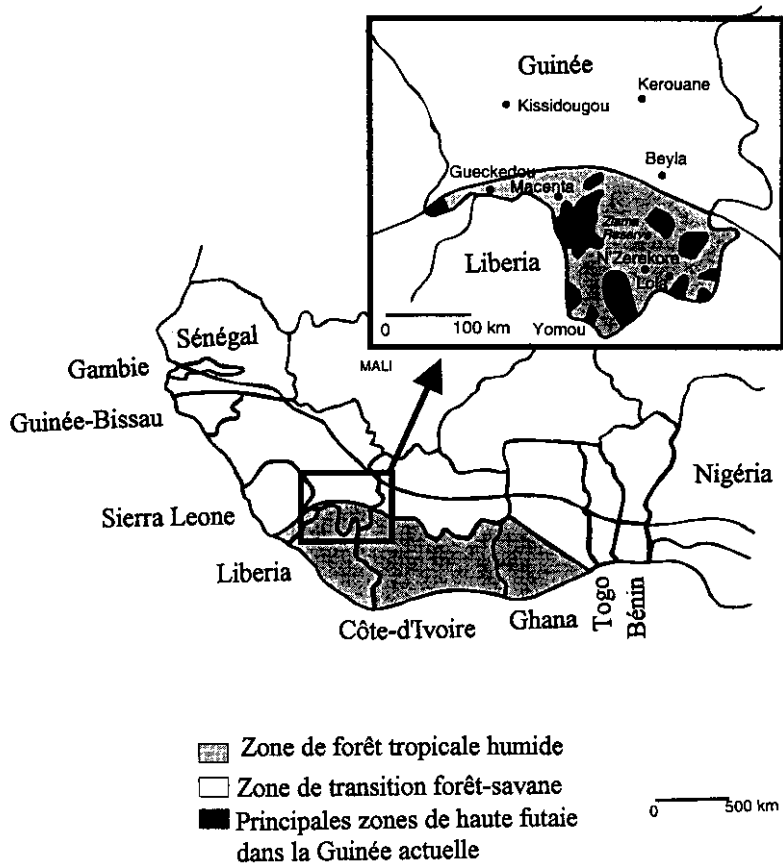 Guinée
Kerouane
Kissidougou
Beyla
Gueckedou
Macenta
Ziama
Reserve
N'Zerekore
Lola
Liberia
0 100 km
Yomou
Sénégal
MALI
Gambie
Guinée-Bissau
Nigéria
Sierra Leone
Liberia
Côte-d'Ivoire
Ghana
Togo
Bénin
Zone de forêt tropicale humide
Zone de transition forêt-savane
0 500 km
Principales zones de haute futaie
dans la Guinée actuelle